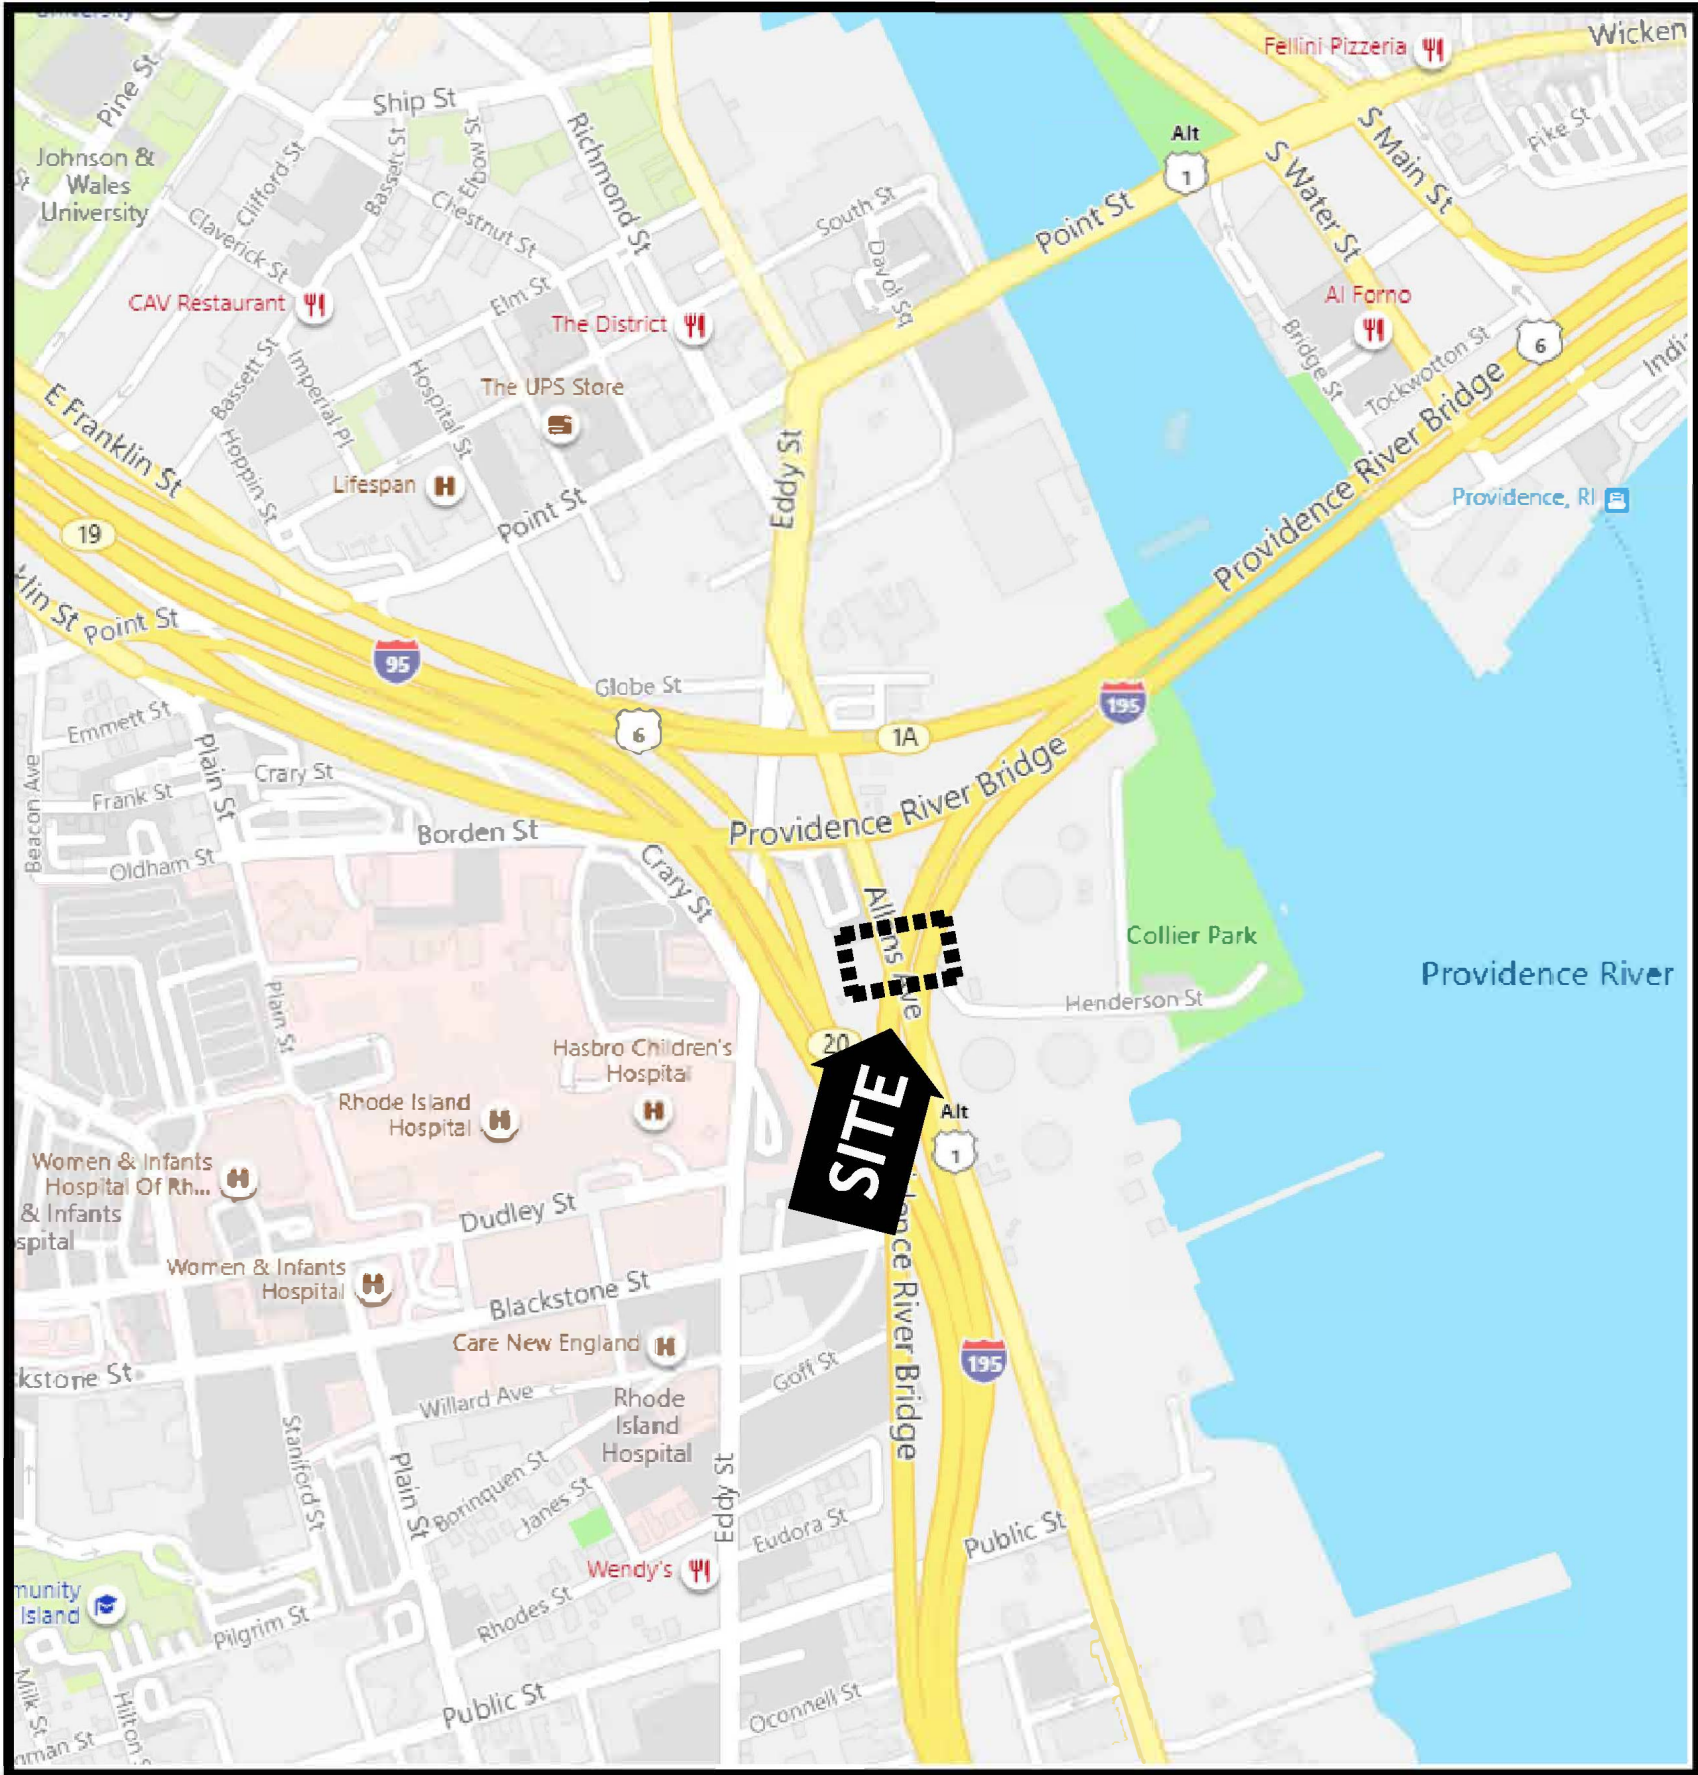 University
Fellini Pizzeria
Wicken
Pine St
Ship St
Johnson &
Wales
University
Clifford St
Bassett St
Elbow St
Richmond St
Claverick St
Chestnut St
South St
Davol Sq
Alt
1
Point St
S Water St
S Main St
Pike St
CAV Restaurant
Elm St
The District
Al Forno
Bridge St
Tockwotton St
6
Indi
E Franklin St
Bassett St
Imperial Pl
Hospital St
The UPS Store
Hoppin St
Lifespan
Point St
Eddy St
Providence River Bridge
Providence, RI
19
klin St
Point St
95
Globe St
6
1A
195
Emmett St
Plain St
Crary St
Frank St
Beacon Ave
Oldham St
Borden St
Crary St
Providence River Bridge
Allens Ave
Collier Park
Providence River
Henderson St
Plain St
20
Hasbro Children's
Hospital
Rhode Island
Hospital
SITE
Alt
1
Women & Infants
Hospital Of Rh...
& Infants
spital
Dudley St
Women & Infants
Hospital
Blackstone St
ence River Bridge
Care New England
Goff St
195
kstone St
Willard Ave
Rhode
Island
Hospital
Staniford St
Plain St
Borinquen St
Janes St
Eddy St
Eudora St
Public St
Wendy's
munity
Island
Pilgrim St
Rhodes St
Milk St
Hilton S
Public St
Oconnell St
gman St